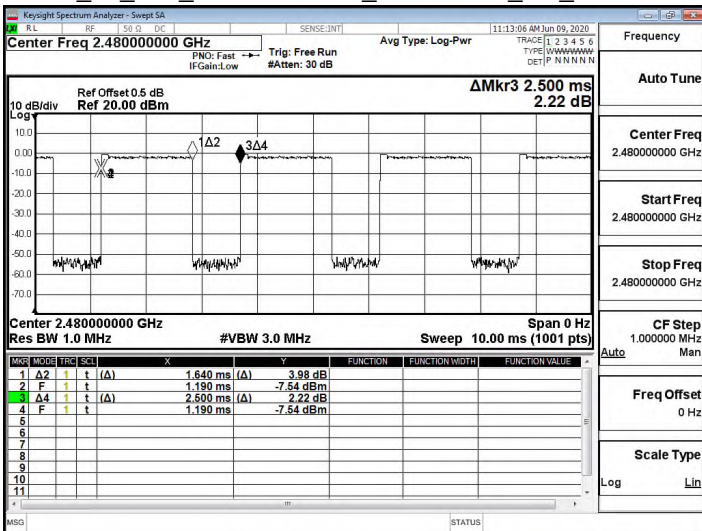 Keysight Spectrum Analyzer - Swept SA
RL RF 50 Ω DC SENSE:INT 11:13:06 AM Jun 09, 2020
Center Freq 2.480000000 GHz
PNO: Fast
IFGain:Low
Trig: Free Run
#Atten: 30 dB
Avg Type: Log-Pwr
TRACE 1 2 3 4 5 6
TYPE WWWWWW
DET P N N N N N
Ref Offset 0.5 dB
10 dB/div Ref 20.00 dBm
Log
ΔMkr3 2.500 ms
2.22 dB
10.0
0.00
-10.0
-20.0
-30.0
-40.0
-50.0
-60.0
-70.0
1Δ2
3Δ4
Center 2.480000000 GHz Span 0 Hz
Res BW 1.0 MHz #VBW 3.0 MHz Sweep 10.00 ms (1001 pts)
MKR MODE TRC SCL X Y FUNCTION FUNCTION WIDTH FUNCTION VALUE
1 Δ2 1 t (Δ) 1.640 ms (Δ) 3.98 dB
2 F 1 t 1.190 ms -7.54 dBm
3 Δ4 1 t (Δ) 2.500 ms (Δ) 2.22 dB
4 F 1 t 1.190 ms -7.54 dBm
5
6
7
8
9
10
11
MSG STATUS
Frequency
Auto Tune
Center Freq
2.480000000 GHz
Start Freq
2.480000000 GHz
Stop Freq
2.480000000 GHz
CF Step
1.000000 MHz
Auto Man
Freq Offset
0 Hz
Scale Type
Log Lin